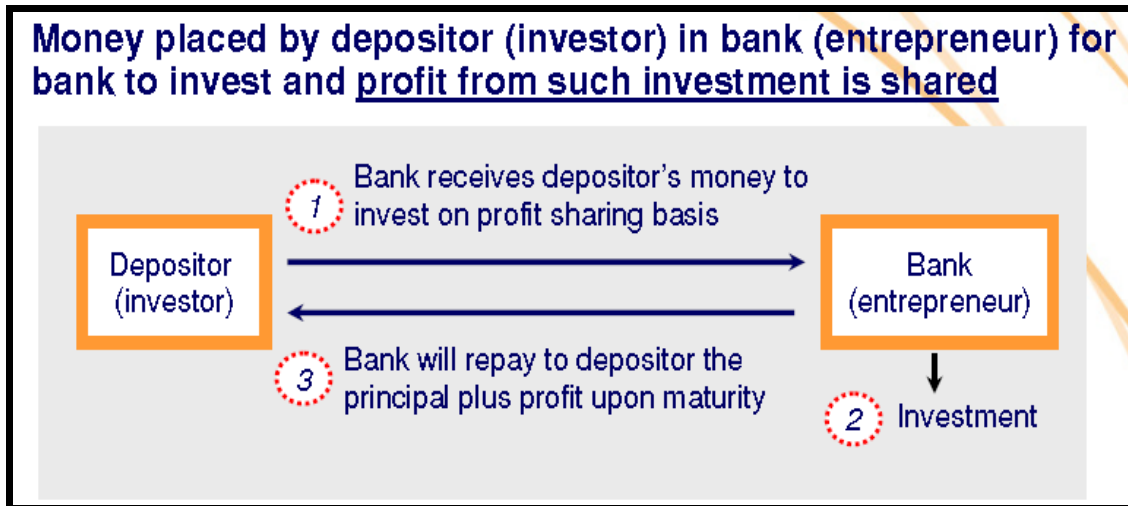 Money placed by depositor (investor) in bank (entrepreneur) for
bank to invest and profit from such investment is shared
1
Bank receives depositor's money to
invest on profit sharing basis
Depositor
(investor)
Bank
(entrepreneur)
3
Bank will repay to depositor the
principal plus profit upon maturity
2
Investment